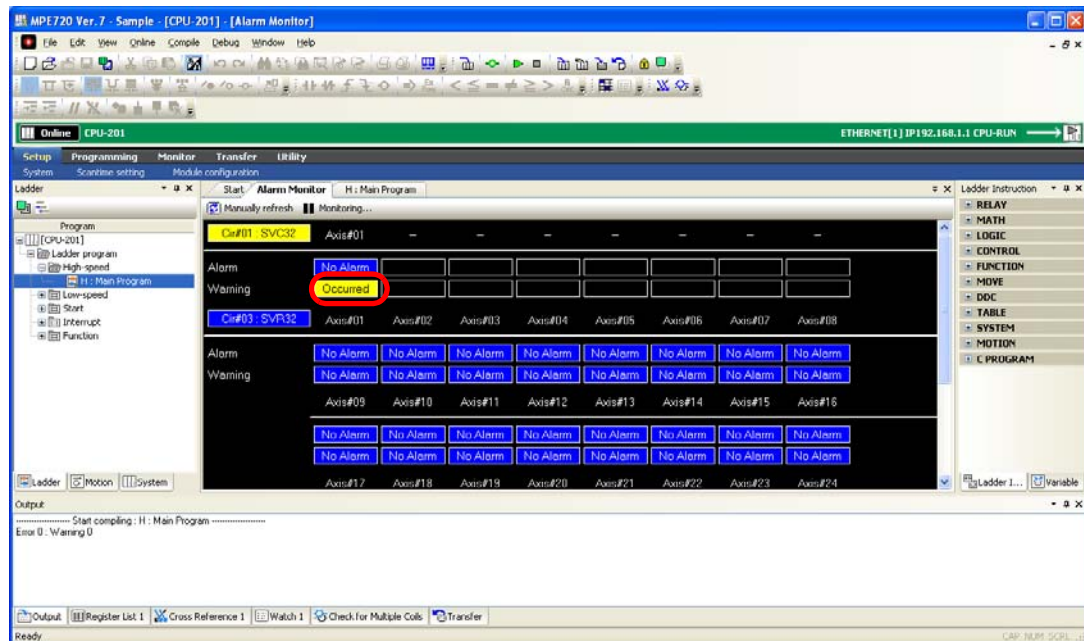 MPE720 Ver. 7 - Sample - [CPU-201] - [Alarm Monitor]
File Edit View Online Compile Debug Window Help
Online CPU-201 ETHERNET[1] IP192.168.1.1 CPU-RUN
Setup Programming Monitor Transfer Utility
System Scantime setting Module configuration
Ladder
Program
[CPU-201]
Ladder program
High-speed
H : Main Program
Low-speed
Start
Interrupt
Function
Ladder Motion System
Start Alarm Monitor H : Main Program
Manually refresh Monitoring...
Cir#01 : SVC32 Axis#01 - - - - - - -
Alarm No Alarm
Warning Occurred
Cir#03 : SVR32 Axis#01 Axis#02 Axis#03 Axis#04 Axis#05 Axis#06 Axis#07 Axis#08
Alarm No Alarm No Alarm No Alarm No Alarm No Alarm No Alarm No Alarm No Alarm
Warning No Alarm No Alarm No Alarm No Alarm No Alarm No Alarm No Alarm No Alarm
Axis#09 Axis#10 Axis#11 Axis#12 Axis#13 Axis#14 Axis#15 Axis#16
No Alarm No Alarm No Alarm No Alarm No Alarm No Alarm No Alarm No Alarm
No Alarm No Alarm No Alarm No Alarm No Alarm No Alarm No Alarm No Alarm
Axis#17 Axis#18 Axis#19 Axis#20 Axis#21 Axis#22 Axis#23 Axis#24
Ladder Instruction
RELAY
MATH
LOGIC
CONTROL
FUNCTION
MOVE
DDC
TABLE
SYSTEM
MOTION
C PROGRAM
Ladder I... Variable
Output
-------------------- Start compiling : H : Main Program --------------------
Error 0 : Warning 0
Output Register List 1 Cross Reference 1 Watch 1 Check for Multiple Coils Transfer
Ready CAP NUM SCRL